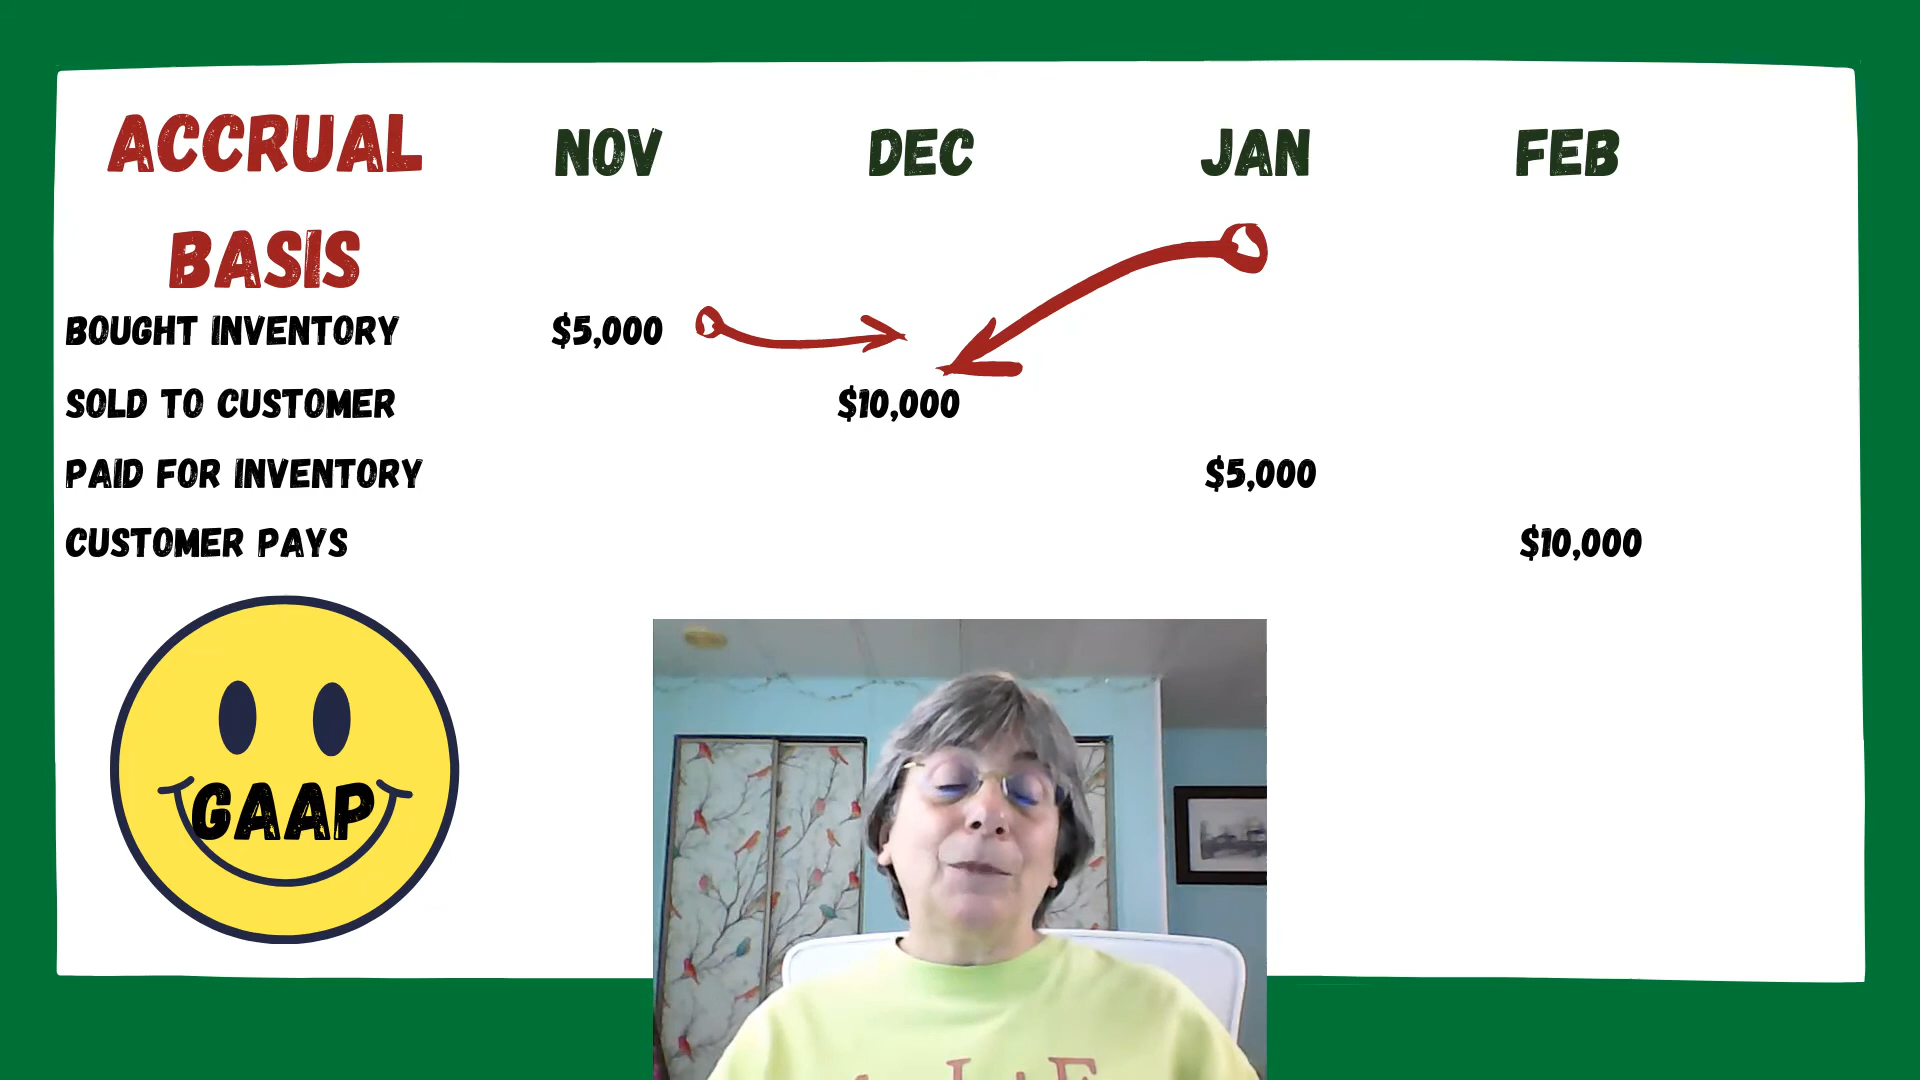 ACCRUAL
BASIS
NOV DEC JAN FEB
BOUGHT INVENTORY $5,000
SOLD TO CUSTOMER $10,000
PAID FOR INVENTORY $5,000
CUSTOMER PAYS $10,000
GAAP